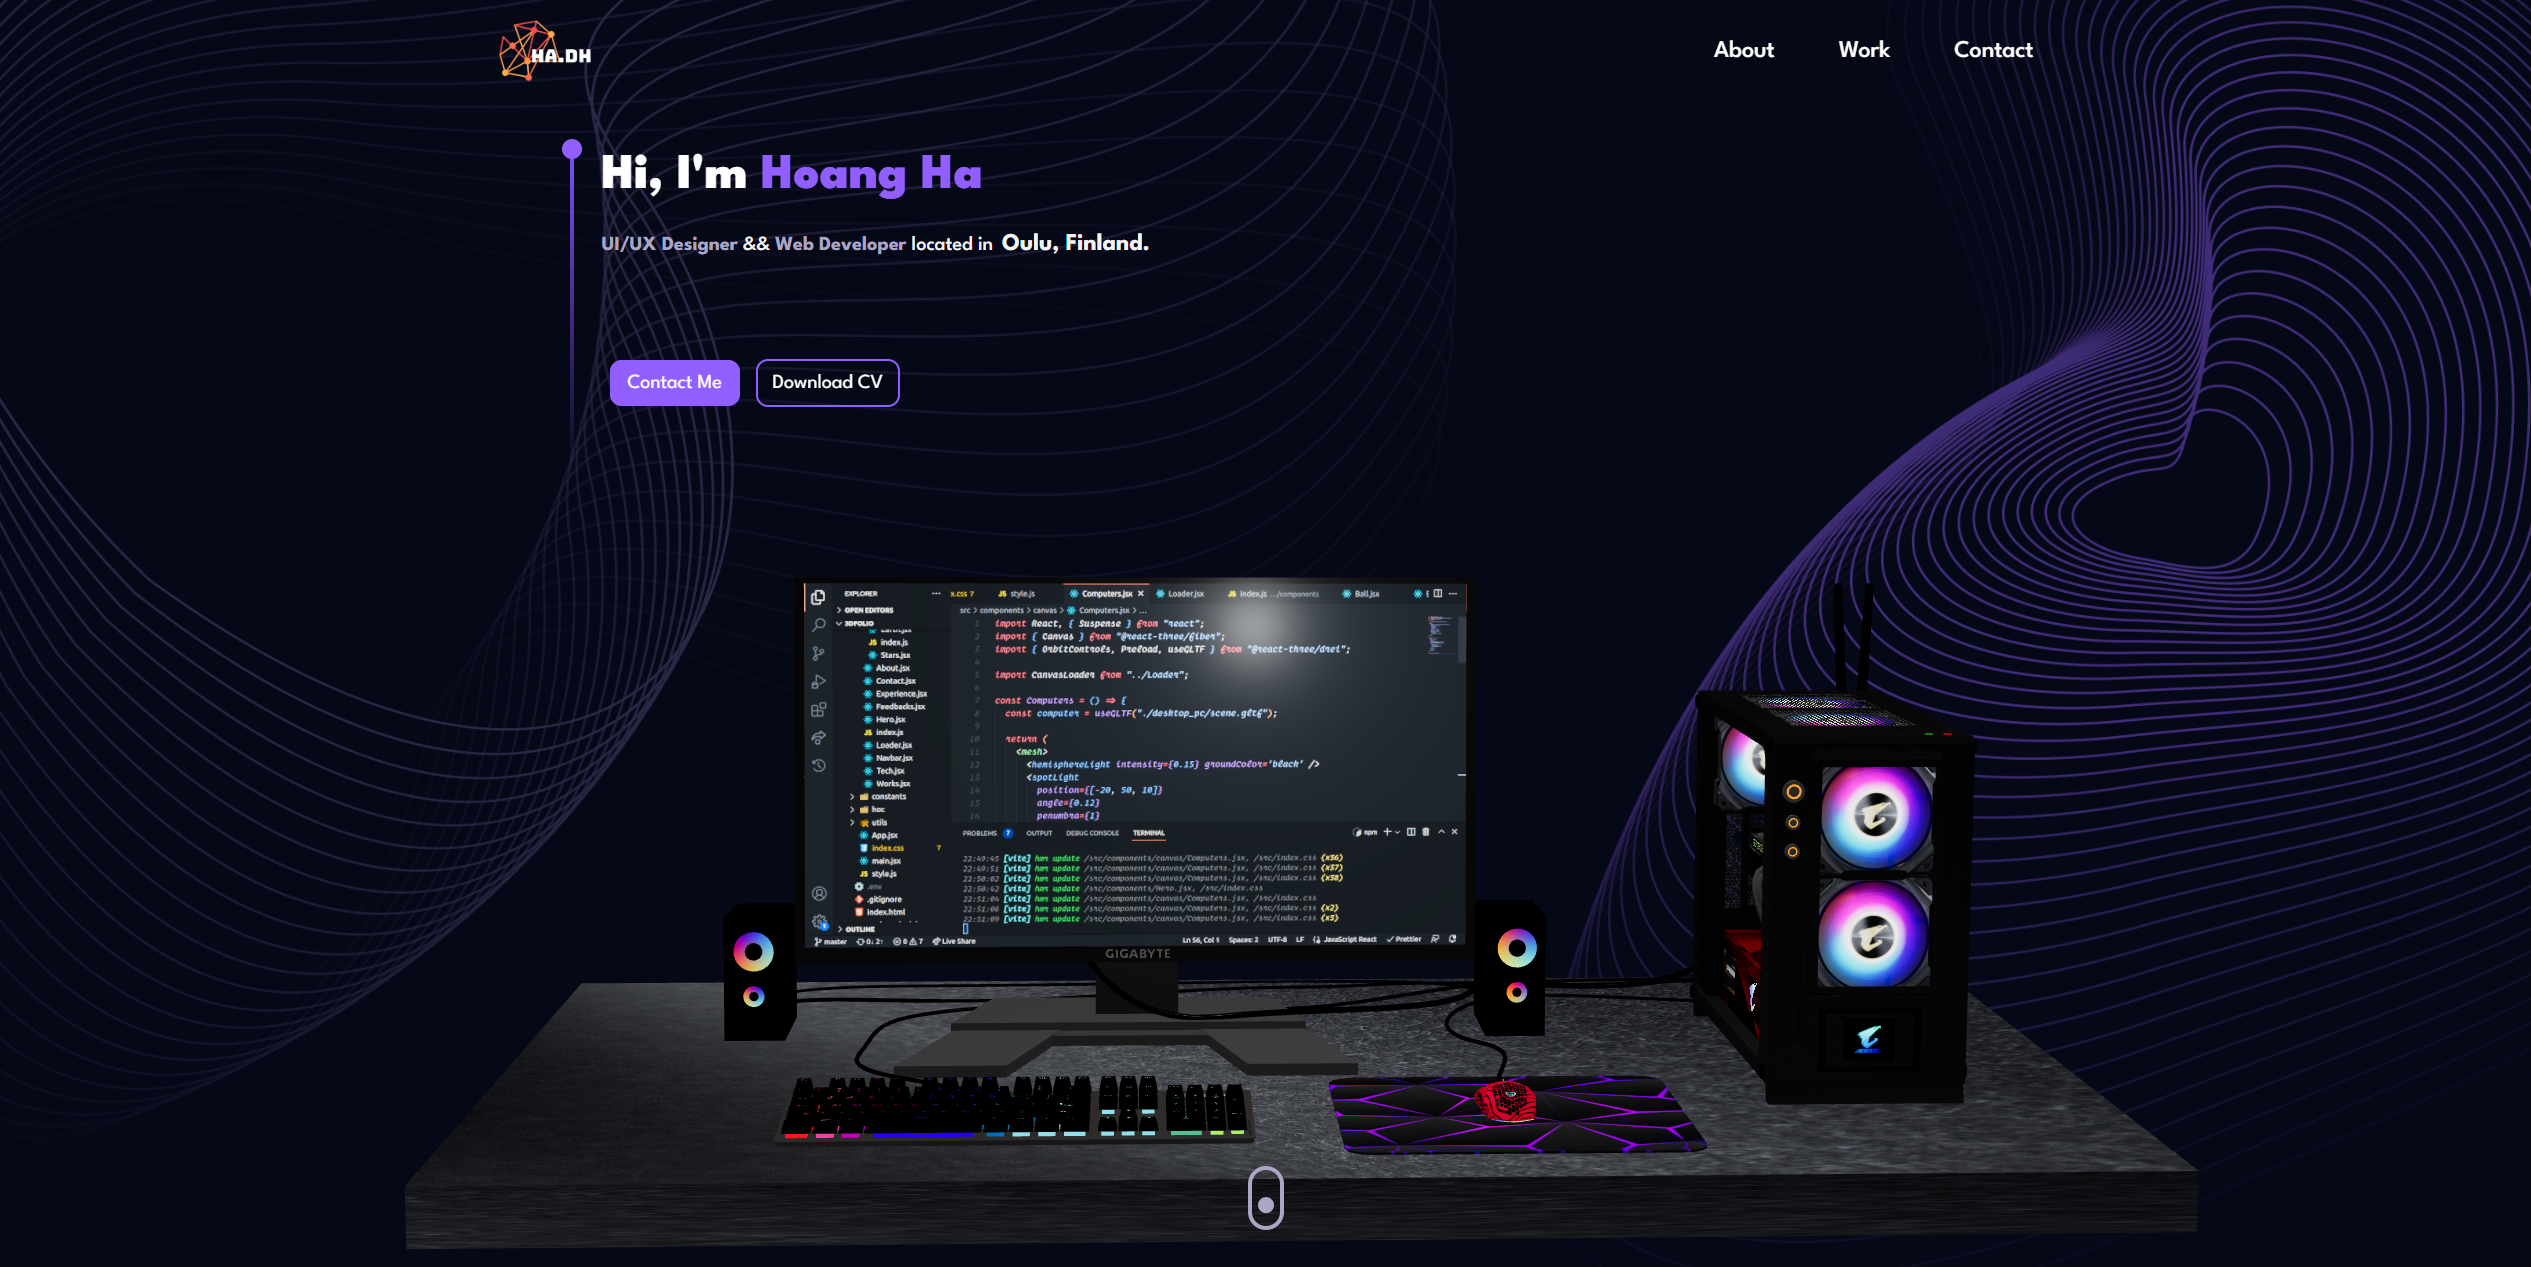 HA.DH
About
Work
Contact
Hi, I'm Hoang Ha
UI/UX Designer && Web Developer located in Oulu, Finland.
Contact Me
Download CV
EXPLORER
x.css 7
style.js
Computers.jsx
Loader.jsx
index.js .../components
Ball.jsx
OPEN EDITORS
3DFOLIO
Earth.jsx
index.js
Stars.jsx
About.jsx
Contact.jsx
Experience.jsx
Feedbacks.jsx
Hero.jsx
index.js
Loader.jsx
Navbar.jsx
Tech.jsx
Works.jsx
constants
hoc
utils
App.jsx
index.css 7
main.jsx
style.js
.env
.gitignore
index.html
OUTLINE
src > components > canvas > Computers.jsx > ...
1 import React, { Suspense } from "react";
2 import { Canvas } from "@react-three/fiber";
3 import { OrbitControls, Preload, useGLTF } from "@react-three/drei";
4
5 import CanvasLoader from "../Loader";
6
7 const Computers = () => {
8 const computer = useGLTF("./desktop_pc/scene.gltf");
9
10 return (
11 <mesh>
12 <hemisphereLight intensity={0.15} groundColor='black' />
13 <spotLight
14 position={[-20, 50, 10]}
15 angle={0.12}
16 penumbra={1}
PROBLEMS 7
OUTPUT
DEBUG CONSOLE
TERMINAL
npm
22:49:45 [vite] hmr update /src/components/canvas/Computers.jsx, /src/index.css (x36)
22:49:51 [vite] hmr update /src/components/canvas/Computers.jsx, /src/index.css (x37)
22:50:02 [vite] hmr update /src/components/canvas/Computers.jsx, /src/index.css (x38)
22:50:42 [vite] hmr update /src/components/Hero.jsx, /src/index.css
22:51:04 [vite] hmr update /src/components/canvas/Computers.jsx, /src/index.css
22:51:08 [vite] hmr update /src/components/canvas/Computers.jsx, /src/index.css (x2)
22:51:09 [vite] hmr update /src/components/canvas/Computers.jsx, /src/index.css (x3)
master
0↓ 2↑
0
7
Live Share
Ln 56, Col 1
Spaces: 2
UTF-8
LF
JavaScript React
Prettier
GIGABYTE